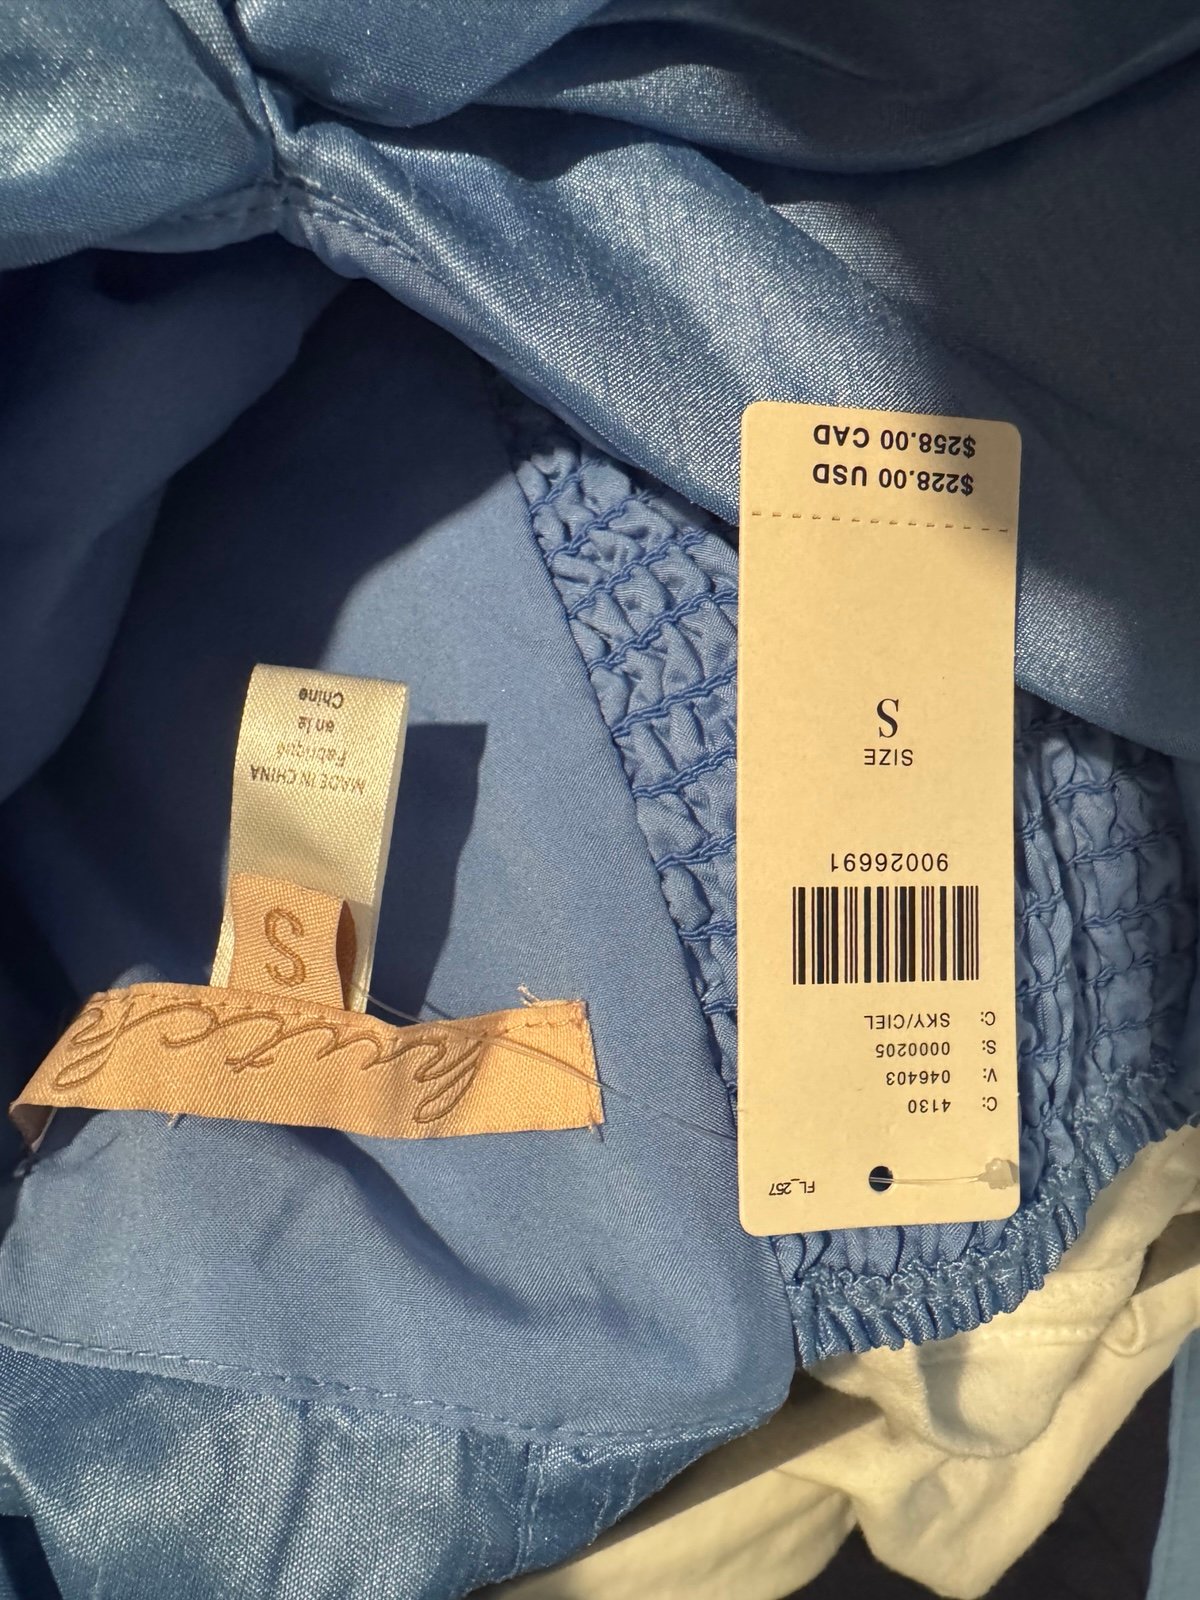 FL_257
C: 4130
V: 046403
S: 0000205
C: SKY/CIEL
90026691
SIZE
S
$228.00 USD
$258.00 CAD
hutch
S
MADE IN CHINA
Fabriqué
en la
Chine